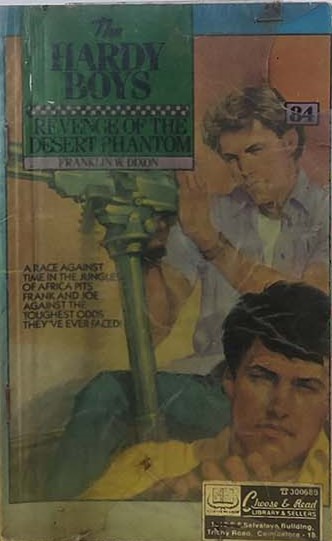 The
HARDY
BOYS
84
REVENGE OF THE
DESERT PHANTOM
FRANKLIN W. DIXON
A RACE AGAINST
TIME IN THE JUNGLES
OF AFRICA PITS
FRANK AND JOE
AGAINST THE
TOUGHEST ODDS
THEY'VE EVER FACED!
☎ 300689
Choose & Read
LIBRARY & SELLERS
Selvalaya Building,
Trichy Road, Coimbatore - 18.